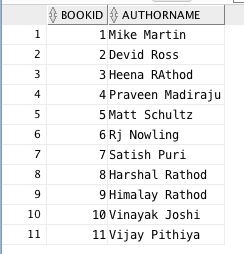 BOOKID AUTHORNAME
1 1 Mike Martin
2 2 Devid Ross
3 3 Heena RAthod
4 4 Praveen Madiraju
5 5 Matt Schultz
6 6 Rj Nowling
7 7 Satish Puri
8 8 Harshal Rathod
9 9 Himalay Rathod
10 10 Vinayak Joshi
11 11 Vijay Pithiya